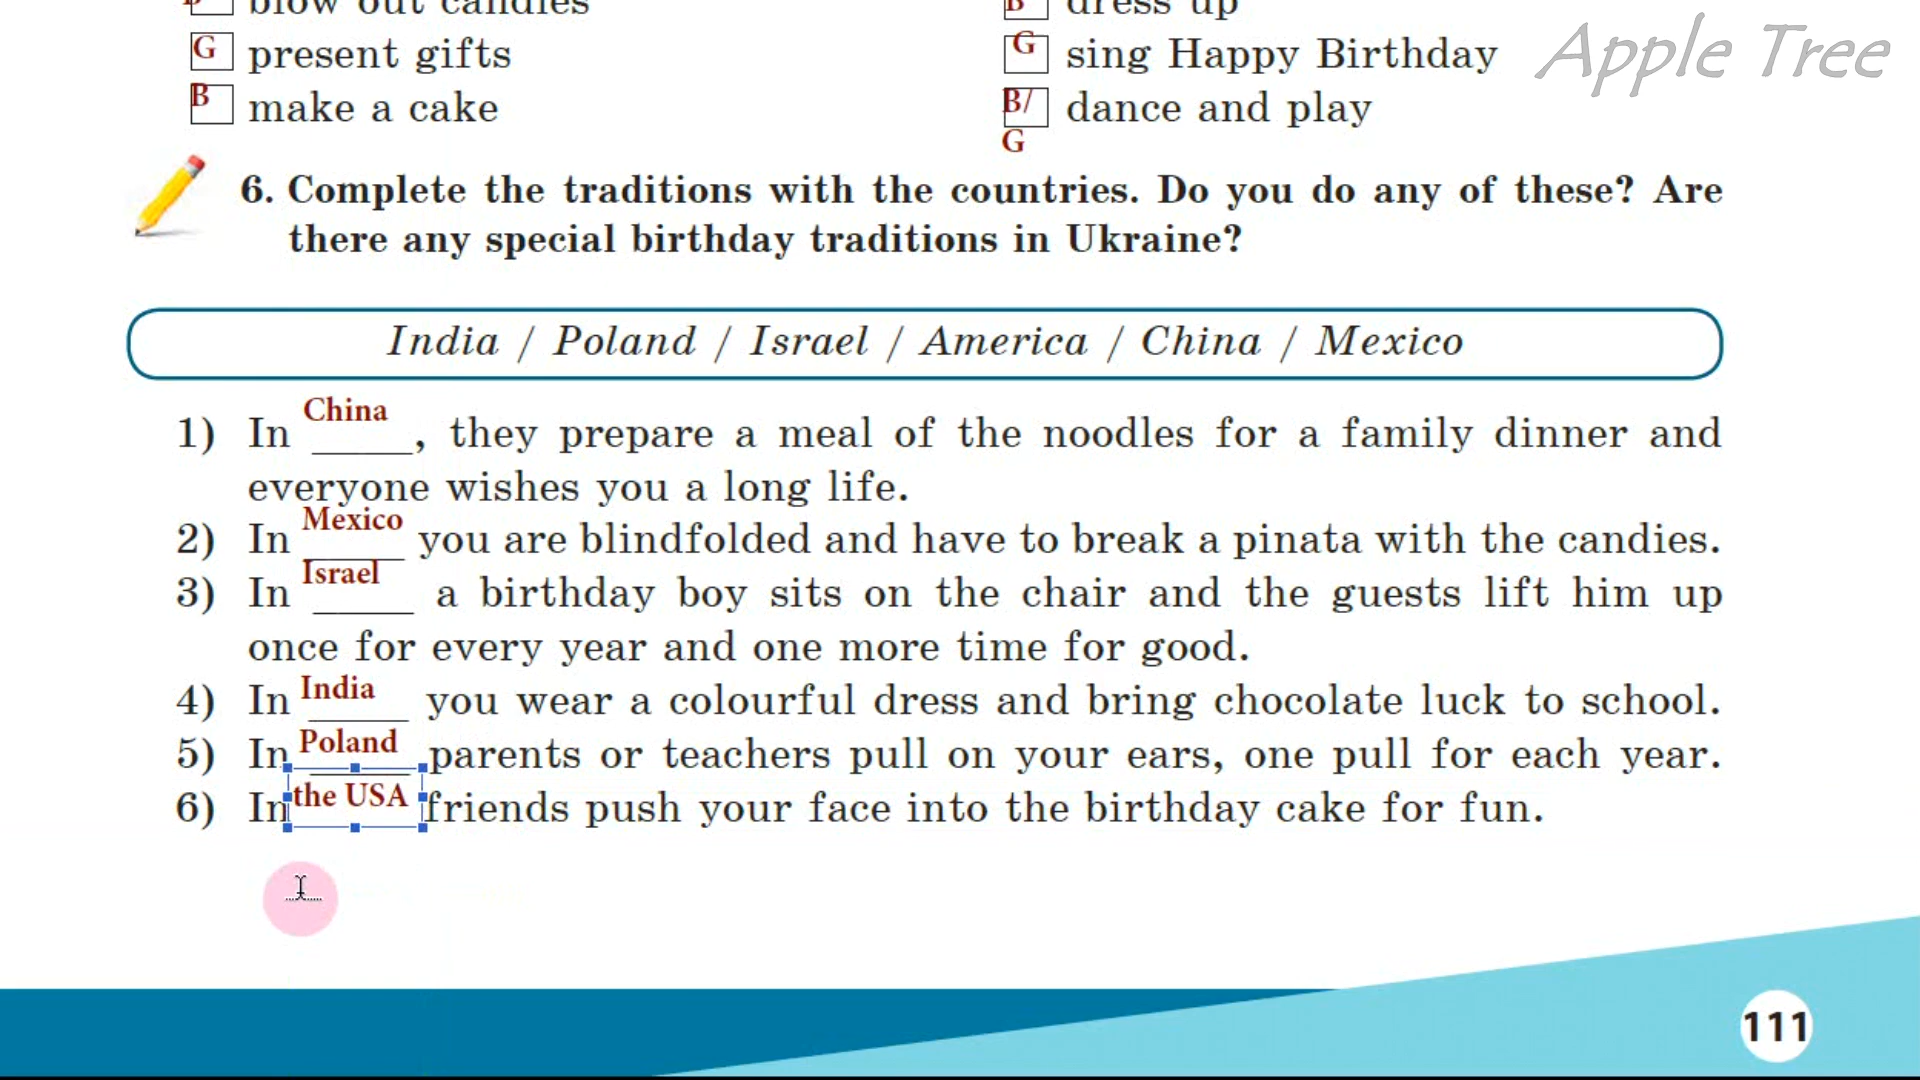 B blow out candles B dress up
G present gifts G sing Happy Birthday
B make a cake B/G dance and play
Apple Tree
6. Complete the traditions with the countries. Do you do any of these? Are
there any special birthday traditions in Ukraine?
India / Poland / Israel / America / China / Mexico
1) In China, they prepare a meal of the noodles for a family dinner and
everyone wishes you a long life.
2) In Mexico you are blindfolded and have to break a pinata with the candies.
3) In Israel a birthday boy sits on the chair and the guests lift him up
once for every year and one more time for good.
4) In India you wear a colourful dress and bring chocolate luck to school.
5) In Poland parents or teachers pull on your ears, one pull for each year.
6) In the USA friends push your face into the birthday cake for fun.
111